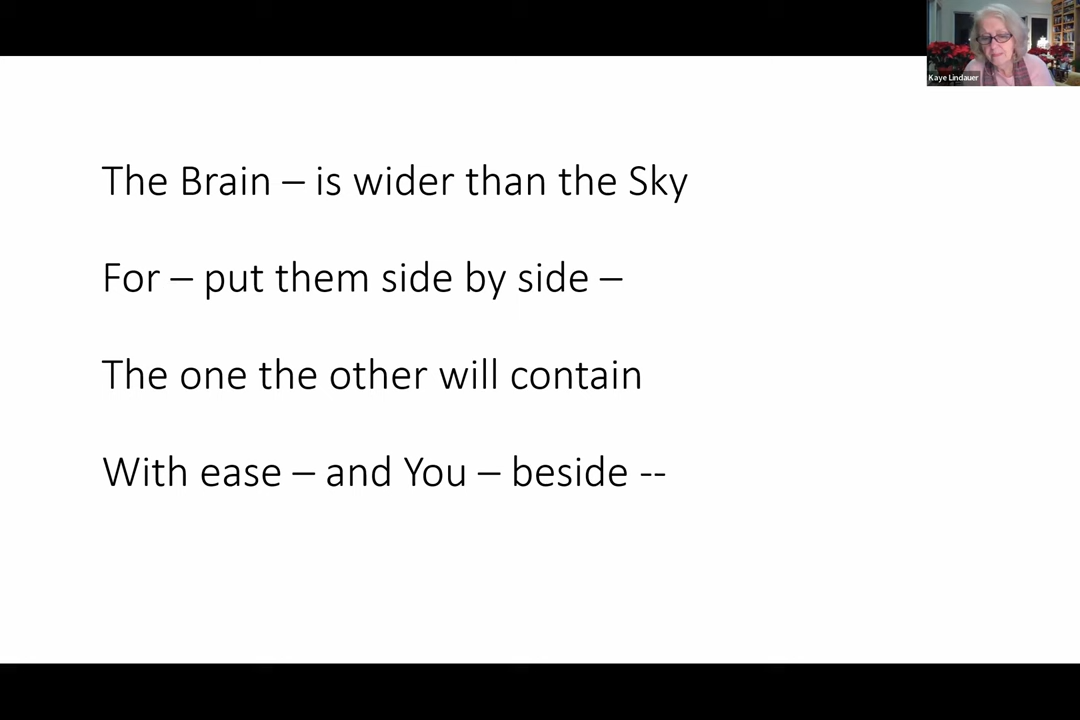 Kaye Lindauer
The Brain – is wider than the Sky
For – put them side by side –
The one the other will contain
With ease – and You – beside --